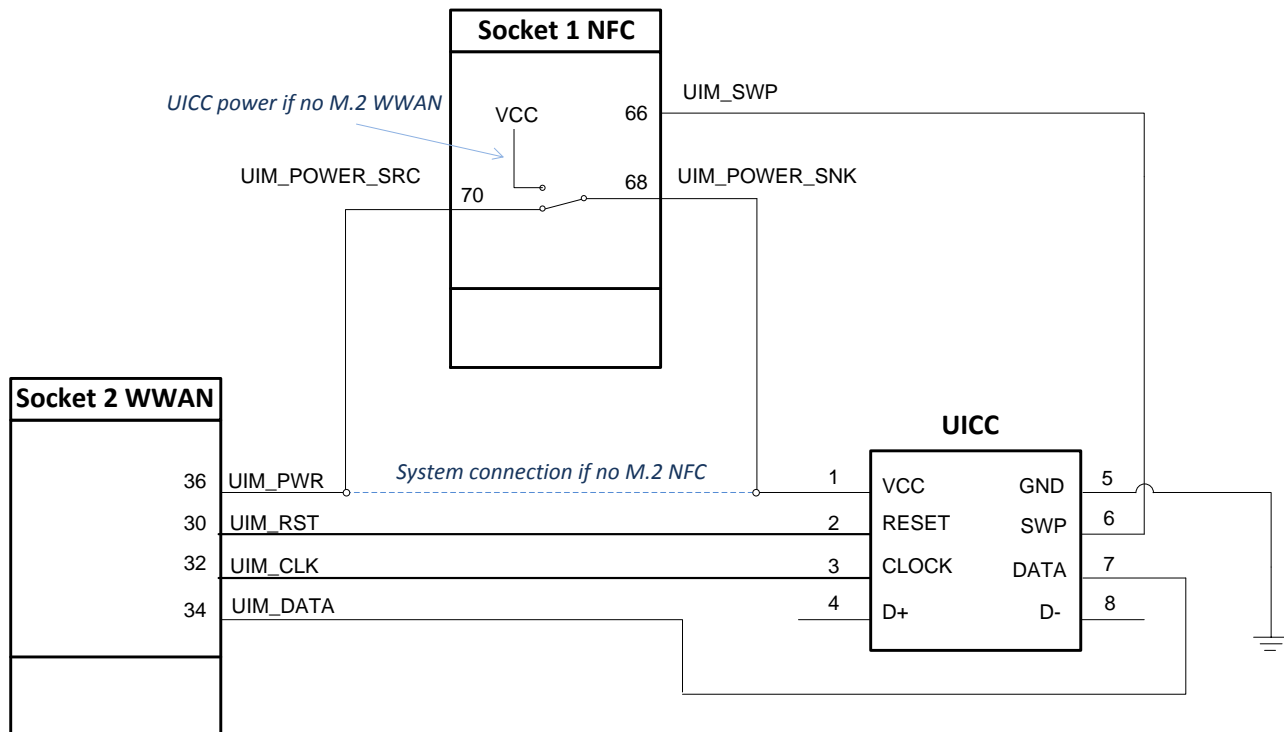 Socket 1 NFC
UICC power if no M.2 WWAN
VCC
66
UIM_SWP
UIM_POWER_SRC
70
68
UIM_POWER_SNK
Socket 2 WWAN
UICC
36
UIM_PWR
System connection if no M.2 NFC
1
VCC
GND
5
30
UIM_RST
2
RESET
SWP
6
32
UIM_CLK
3
CLOCK
DATA
7
34
UIM_DATA
4
D+
D-
8